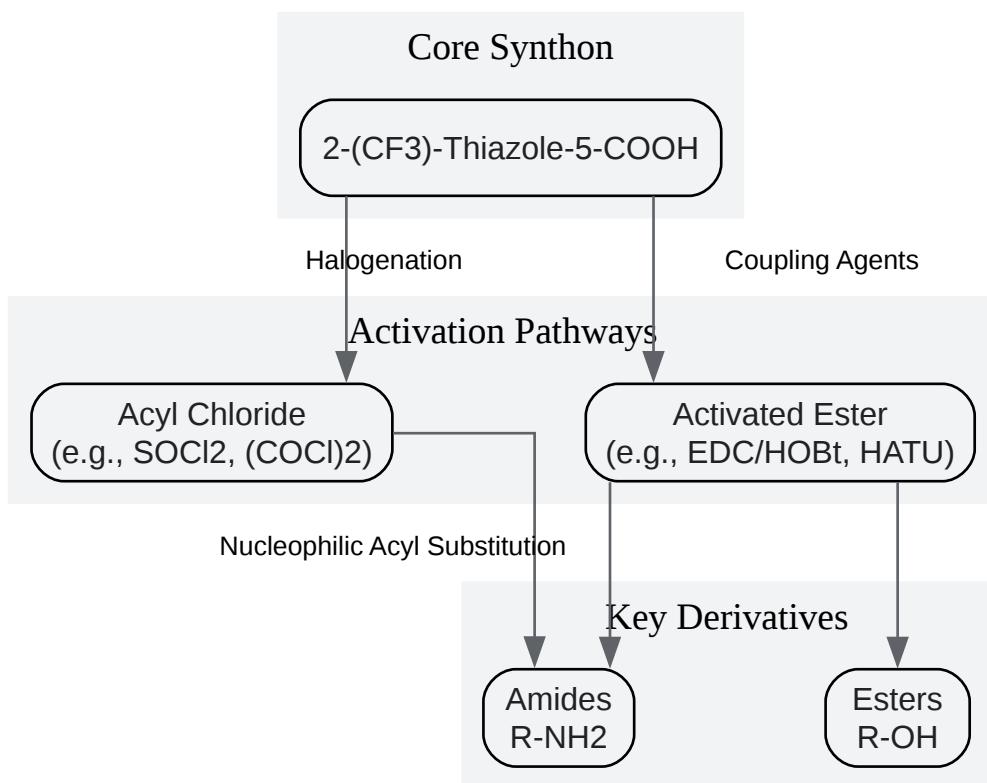 Core Synthon
2-(CF3)-Thiazole-5-COOH
Halogenation
Coupling Agents
Activation Pathways
Acyl Chloride
(e.g., SOCl2, (COCl)2)
Activated Ester
(e.g., EDC/HOBt, HATU)
Nucleophilic Acyl Substitution
Key Derivatives
Amides
R-NH2
Esters
R-OH